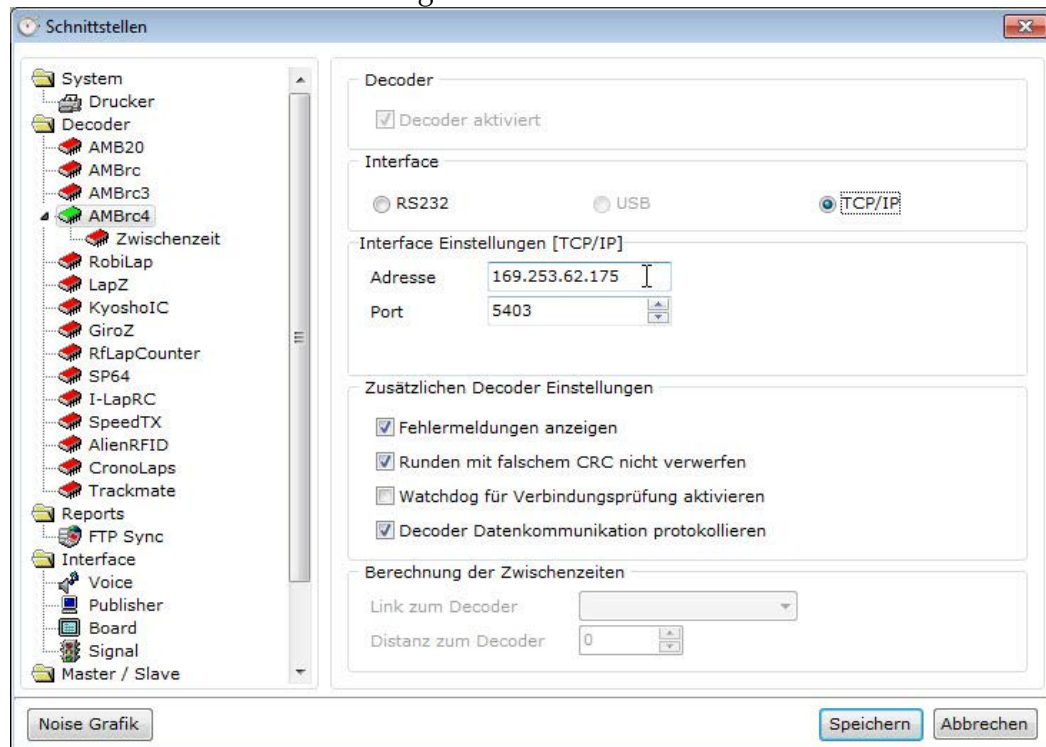 Schnittstellen
System
Drucker
Decoder
AMB20
AMBrc
AMBrc3
AMBrc4
Zwischenzeit
RobiLap
LapZ
KyoshoIC
GiroZ
RfLapCounter
SP64
I-LapRC
SpeedTX
AlienRFID
CronoLaps
Trackmate
Reports
FTP Sync
Interface
Voice
Publisher
Board
Signal
Master / Slave
Decoder
Decoder aktiviert
Interface
RS232 USB TCP/IP
Interface Einstellungen [TCP/IP]
Adresse 169.253.62.175
Port 5403
Zusätzlichen Decoder Einstellungen
Fehlermeldungen anzeigen
Runden mit falschem CRC nicht verwerfen
Watchdog für Verbindungsprüfung aktivieren
Decoder Datenkommunikation protokollieren
Berechnung der Zwischenzeiten
Link zum Decoder
Distanz zum Decoder 0
Noise Grafik Speichern Abbrechen